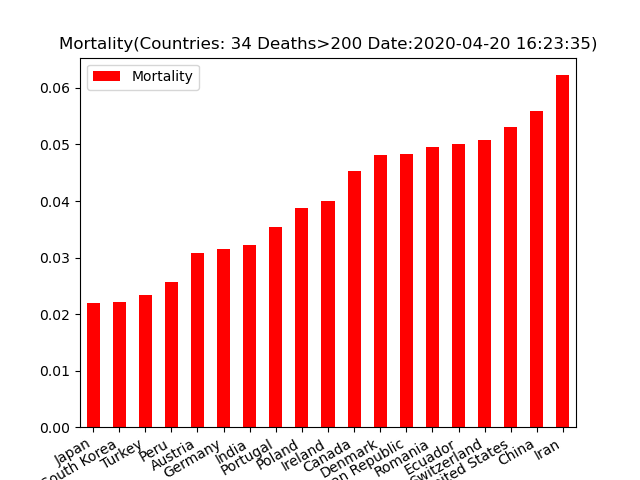 Mortality(Countries: 34 Deaths>200 Date:2020-04-20 16:23:35)
Mortality
0.06
0.05
0.04
0.03
0.02
0.01
0.00
Japan
South Korea
Turkey
Peru
Austria
Germany
India
Portugal
Poland
Ireland
Canada
Denmark
Republic
Romania
Ecuador
Switzerland
States
China
Iran